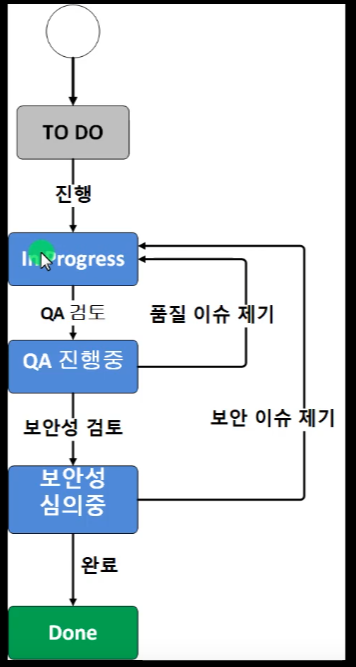 TO DO
진행
In Progress
QA 검토
품질 이슈 제기
QA 진행중
보안 이슈 제기
보안성 검토
보안성
심의중
완료
Done